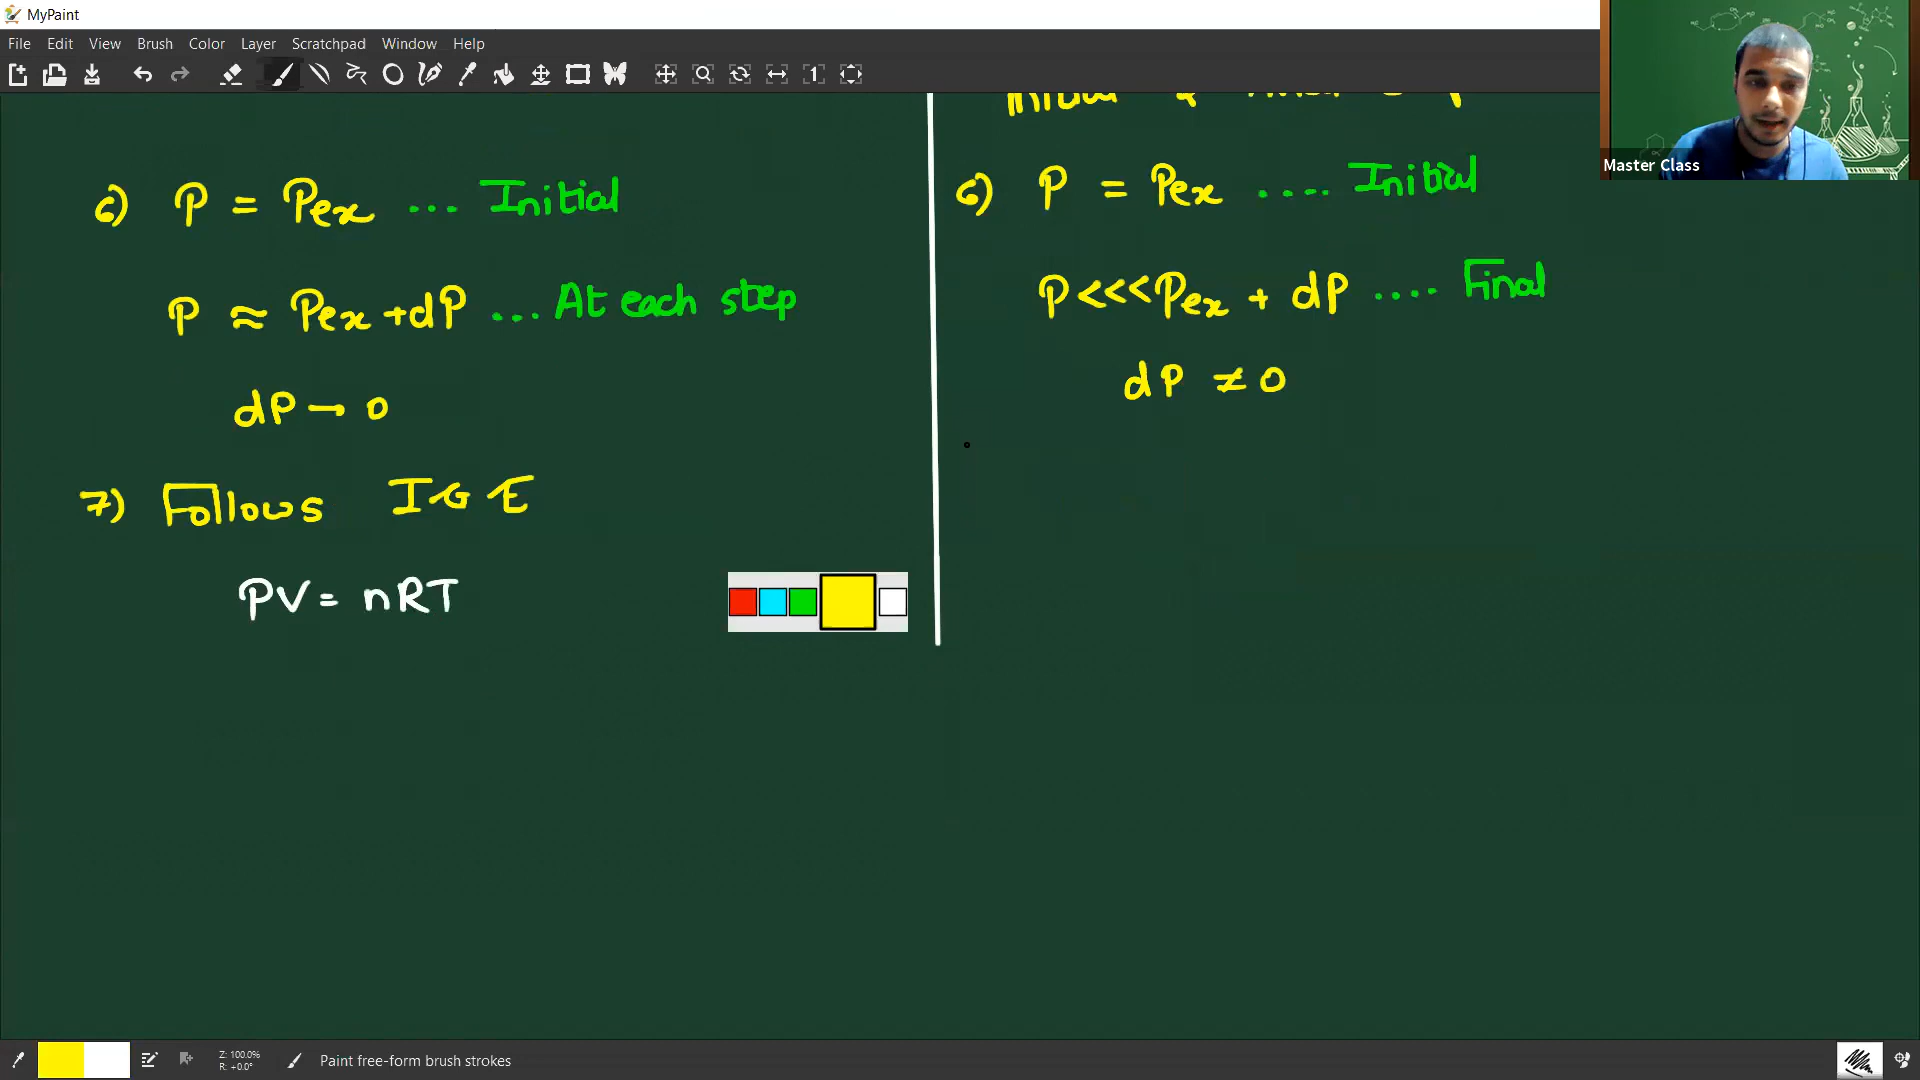 MyPaint
File Edit View Brush Color Layer Scratchpad Window Help
Master Class
6) P = Pex ... Initial
P ≈ Pex + dP ... At each step
dP → 0
7) Follows IGE
PV = nRT
6) P = Pex .... Initial
P <<< Pex + dP .... Final
dP ≠ 0
Z: 100.0%
R: +0.0°
Paint free-form brush strokes